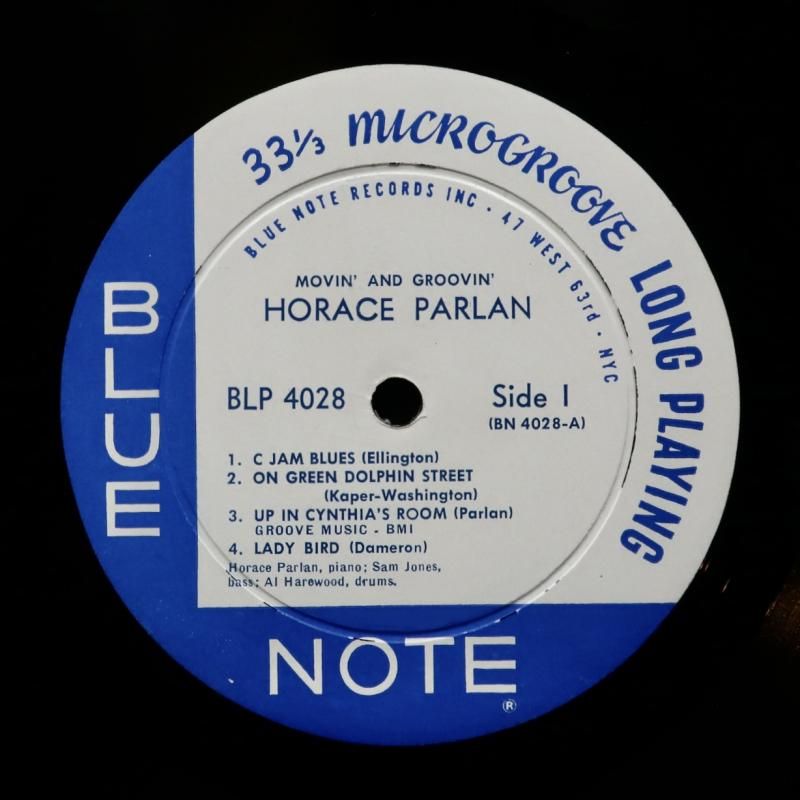 33⅓ MICROGROOVE LONG PLAYING
BLUE NOTE RECORDS INC · 47 WEST 63rd · NYC
MOVIN' AND GROOVIN'
HORACE PARLAN
BLP 4028
Side 1
(BN 4028-A)
1. C JAM BLUES (Ellington)
2. ON GREEN DOLPHIN STREET
(Kaper-Washington)
3. UP IN CYNTHIA'S ROOM (Parlan)
GROOVE MUSIC - BMI
4. LADY BIRD (Dameron)
Horace Parlan, piano; Sam Jones,
bass; Al Harewood, drums.
BLUE
NOTE
®